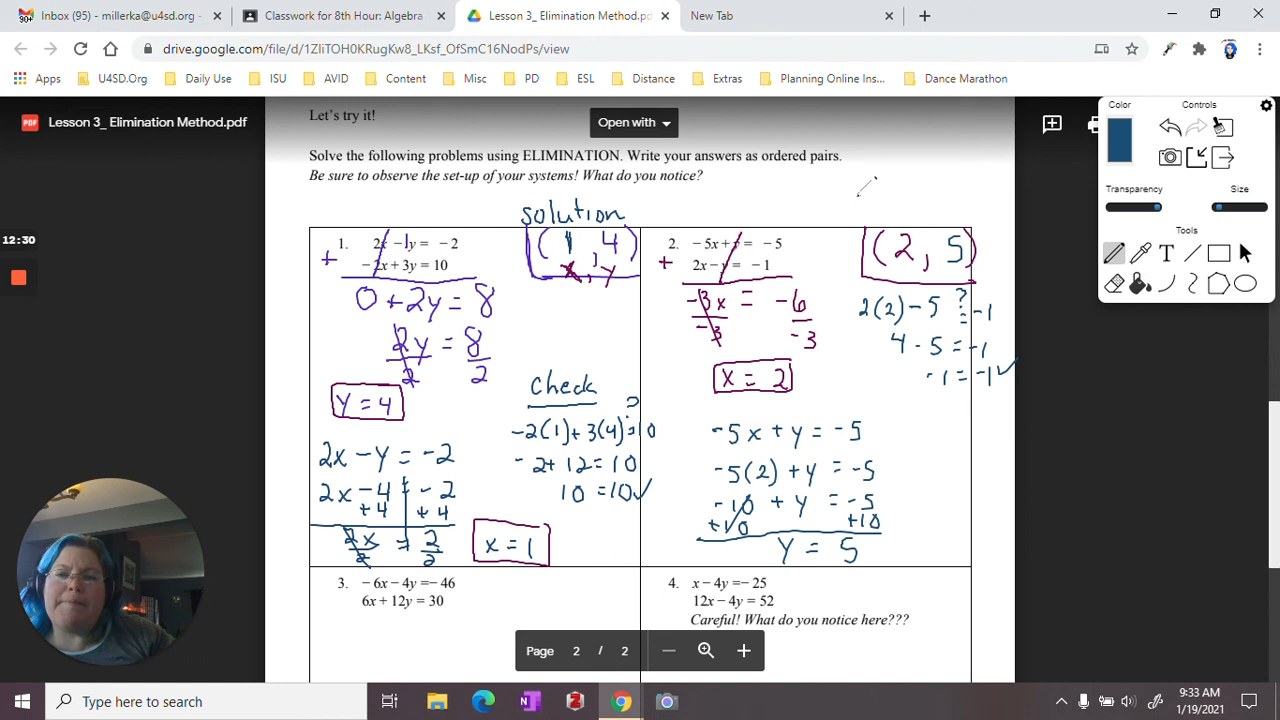 Inbox (95) - millerka@u4sd.org
Classwork for 8th Hour: Algebra
Lesson 3_ Elimination Method.pdf
New Tab
drive.google.com/file/d/1ZIiTOH0KRugKw8_LKsf_OfSmC16NodPs/view
Apps U4SD.Org Daily Use ISU AVID Content Misc PD ESL Distance Extras Planning Online Ins... Dance Marathon
Lesson 3_ Elimination Method.pdf
Open with
Color Controls
Transparency Size
Tools
12:30
Let's try it!
Solve the following problems using ELIMINATION. Write your answers as ordered pairs.
Be sure to observe the set-up of your systems! What do you notice?
solution
1. 2x -1y = -2
+ -2x + 3y = 10
(1, 4)
x, y
0 + 2y = 8
2y = 8
2 2
y = 4
2x - y = -2
2x - 4 = -2
+4 +4
2x = 2
2 2
x = 1
check
-2(1) + 3(4) ?= 10
-2 + 12 = 10
10 = 10 ✓
2. -5x + y = -5
+ 2x - y = -1
(2, 5)
-3x = -6
-3 -3
x = 2
2(2) - 5 ?= -1
4 - 5 = -1
-1 = -1 ✓
-5x + y = -5
-5(2) + y = -5
-10 + y = -5
+10 +10
y = 5
3. -6x - 4y = -46
6x + 12y = 30
4. x - 4y = -25
12x - 4y = 52
Careful! What do you notice here???
Page 2 / 2
Type here to search
9:33 AM
1/19/2021